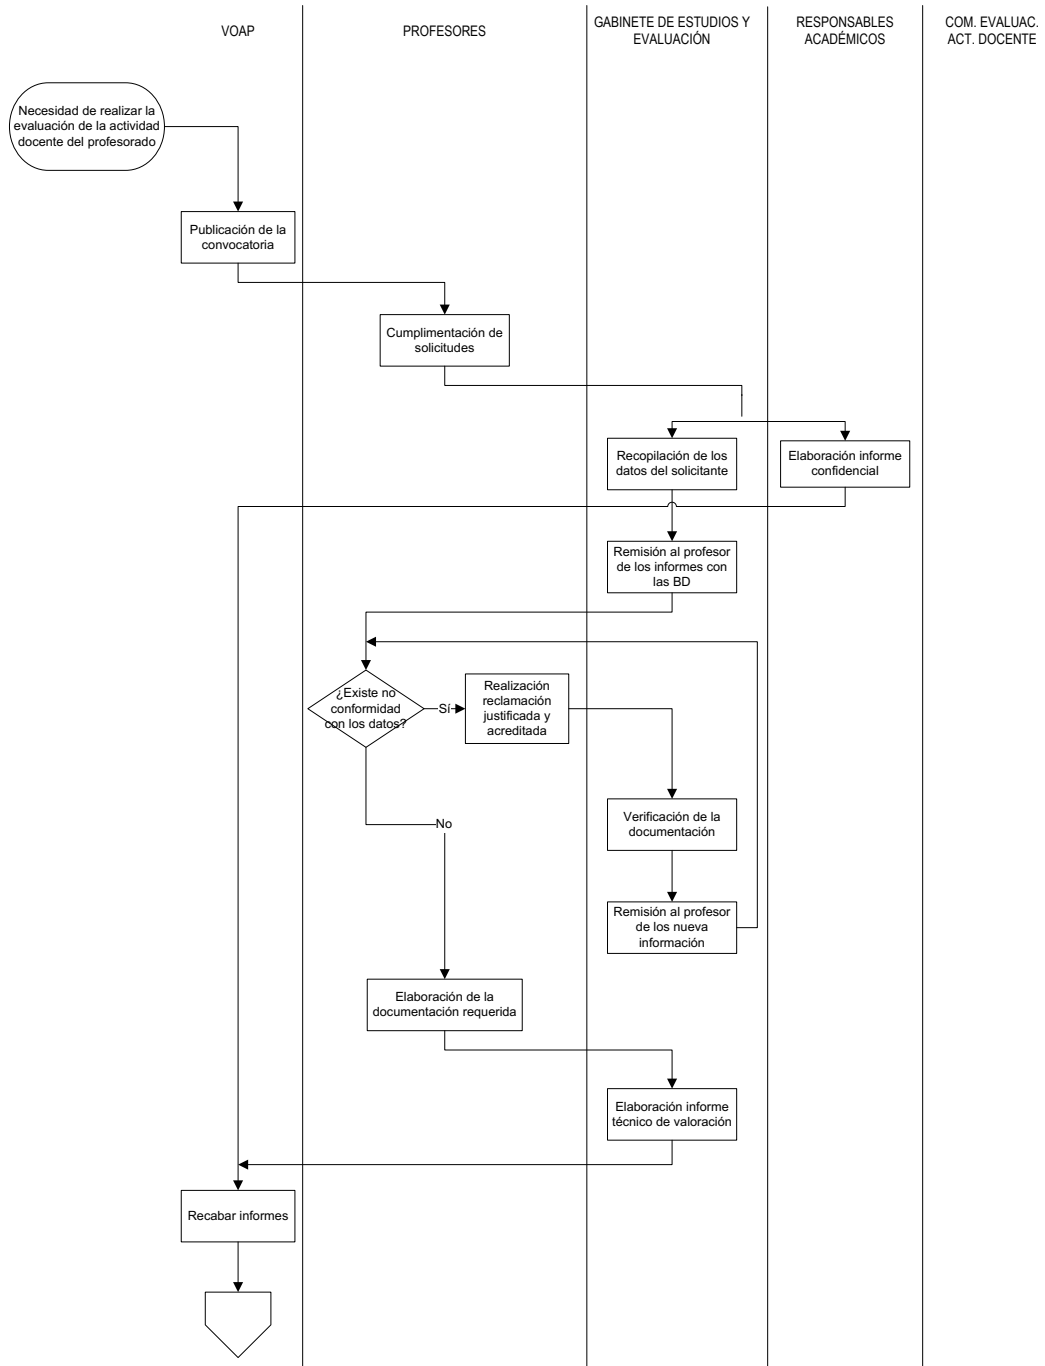 VOAP
PROFESORES
GABINETE DE ESTUDIOS Y
EVALUACIÓN
RESPONSABLES
ACADÉMICOS
COM. EVALUAC.
ACT. DOCENTE
Necesidad de realizar la
evaluación de la actividad
docente del profesorado
Publicación de la
convocatoria
Cumplimentación de
solicitudes
Recopilación de los
datos del solicitante
Elaboración informe
confidencial
Remisión al profesor
de los informes con
las BD
¿Existe no
conformidad
con los datos?
Sí
Realización
reclamación
justificada y
acreditada
Verificación de la
documentación
No
Remisión al profesor
de los nueva
información
Elaboración de la
documentación requerida
Elaboración informe
técnico de valoración
Recabar informes